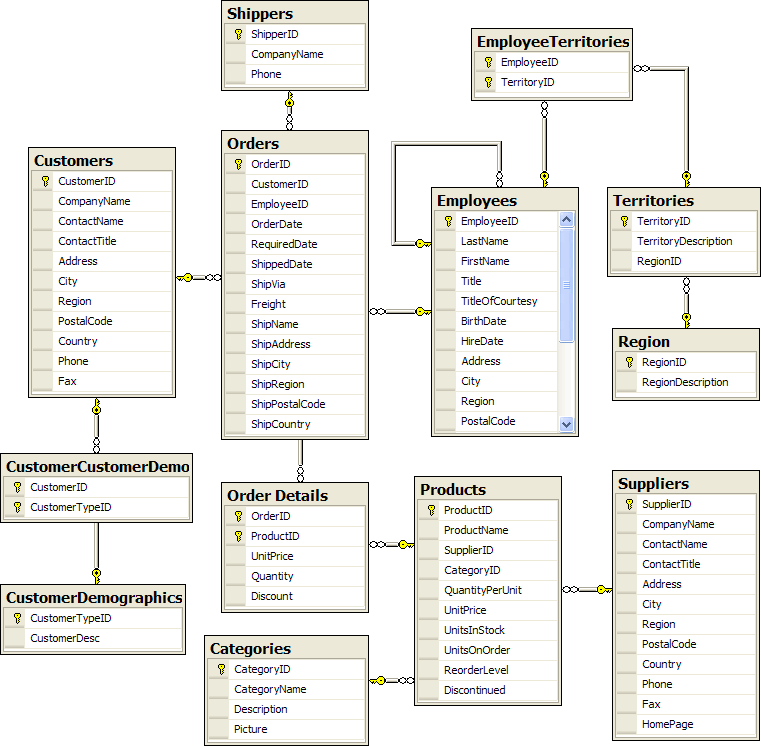 Shippers
ShipperID
CompanyName
Phone
EmployeeTerritories
EmployeeID
TerritoryID
Customers
CustomerID
CompanyName
ContactName
ContactTitle
Address
City
Region
PostalCode
Country
Phone
Fax
Orders
OrderID
CustomerID
EmployeeID
OrderDate
RequiredDate
ShippedDate
ShipVia
Freight
ShipName
ShipAddress
ShipCity
ShipRegion
ShipPostalCode
ShipCountry
Employees
EmployeeID
LastName
FirstName
Title
TitleOfCourtesy
BirthDate
HireDate
Address
City
Region
PostalCode
Territories
TerritoryID
TerritoryDescription
RegionID
Region
RegionID
RegionDescription
CustomerCustomerDemo
CustomerID
CustomerTypeID
CustomerDemographics
CustomerTypeID
CustomerDesc
Order Details
OrderID
ProductID
UnitPrice
Quantity
Discount
Categories
CategoryID
CategoryName
Description
Picture
Products
ProductID
ProductName
SupplierID
CategoryID
QuantityPerUnit
UnitPrice
UnitsInStock
UnitsOnOrder
ReorderLevel
Discontinued
Suppliers
SupplierID
CompanyName
ContactName
ContactTitle
Address
City
Region
PostalCode
Country
Phone
Fax
HomePage